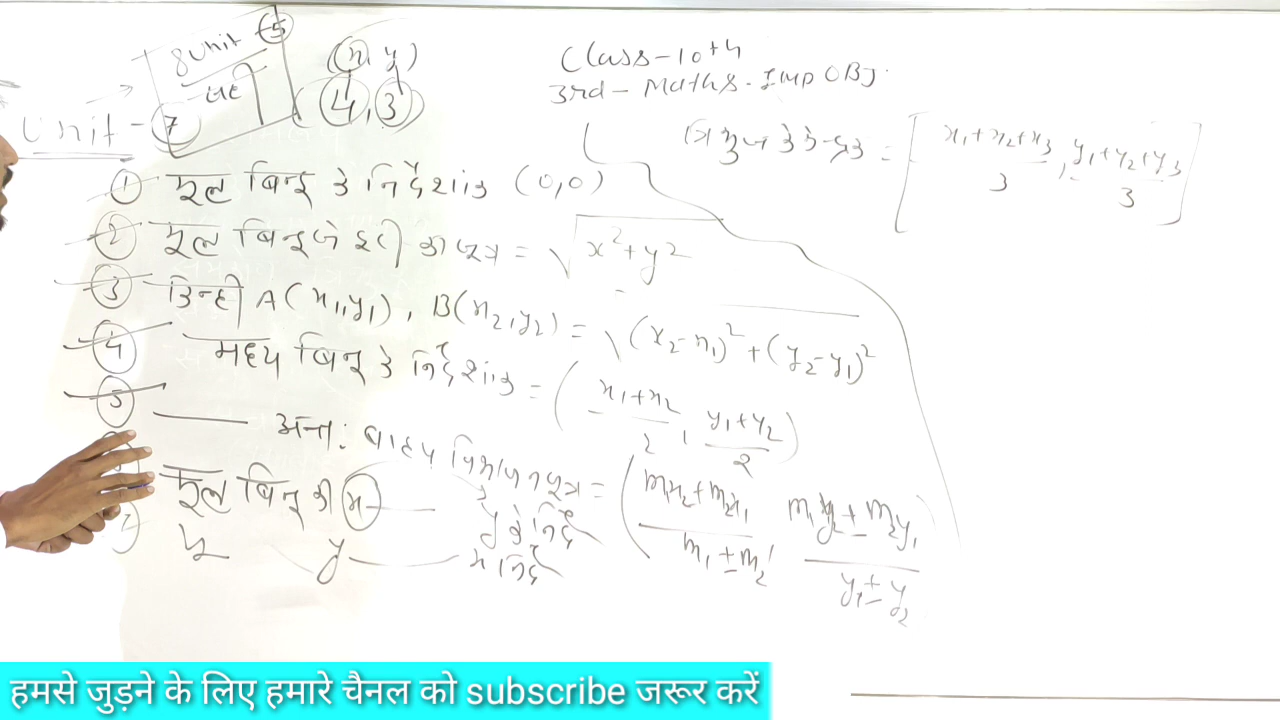 8 Unit - 5
(x, y)
(4, 3)
Unit - 7
Class - 10+4
3rd - Maths - IMP OBJ.
= [ x₁+x₂+x₃ / 3 , y₁+y₂+y₃ / 3 ]
① मूल बिन्दु के निर्देशांक (0,0)
② मूल बिन्दु से दूरी का सूत्र = √x²+y²
③ किन्ही A(x₁,y₁), B(x₂,y₂) = √(x₂-x₁)²+(y₂-y₁)²
④ मध्य बिन्दु के निर्देशांक = ( x₁+x₂ / 2 , y₁+y₂ / 2 )
⑤ — अन्तः बाह्य विभाजन सूत्र = ( m₁x₂±m₂x₁ / m₁±m₂ , m₁y₂±m₂y₁ / y₁±y₂
मूल बिन्दु की x — y के निर्दे
7 y — x निर्दे
हमसे जुड़ने के लिए हमारे चैनल को subscribe जरूर करें